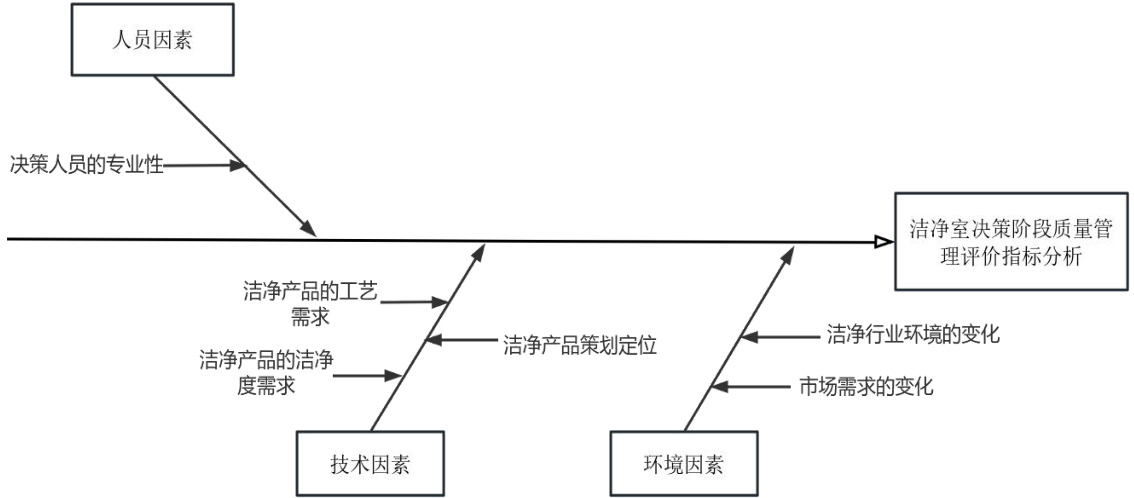 人员因素
决策人员的专业性
洁净室决策阶段质量管
理评价指标分析
洁净产品的工艺
需求
洁净产品策划定位
洁净产品的洁净
度需求
洁净行业环境的变化
市场需求的变化
技术因素
环境因素